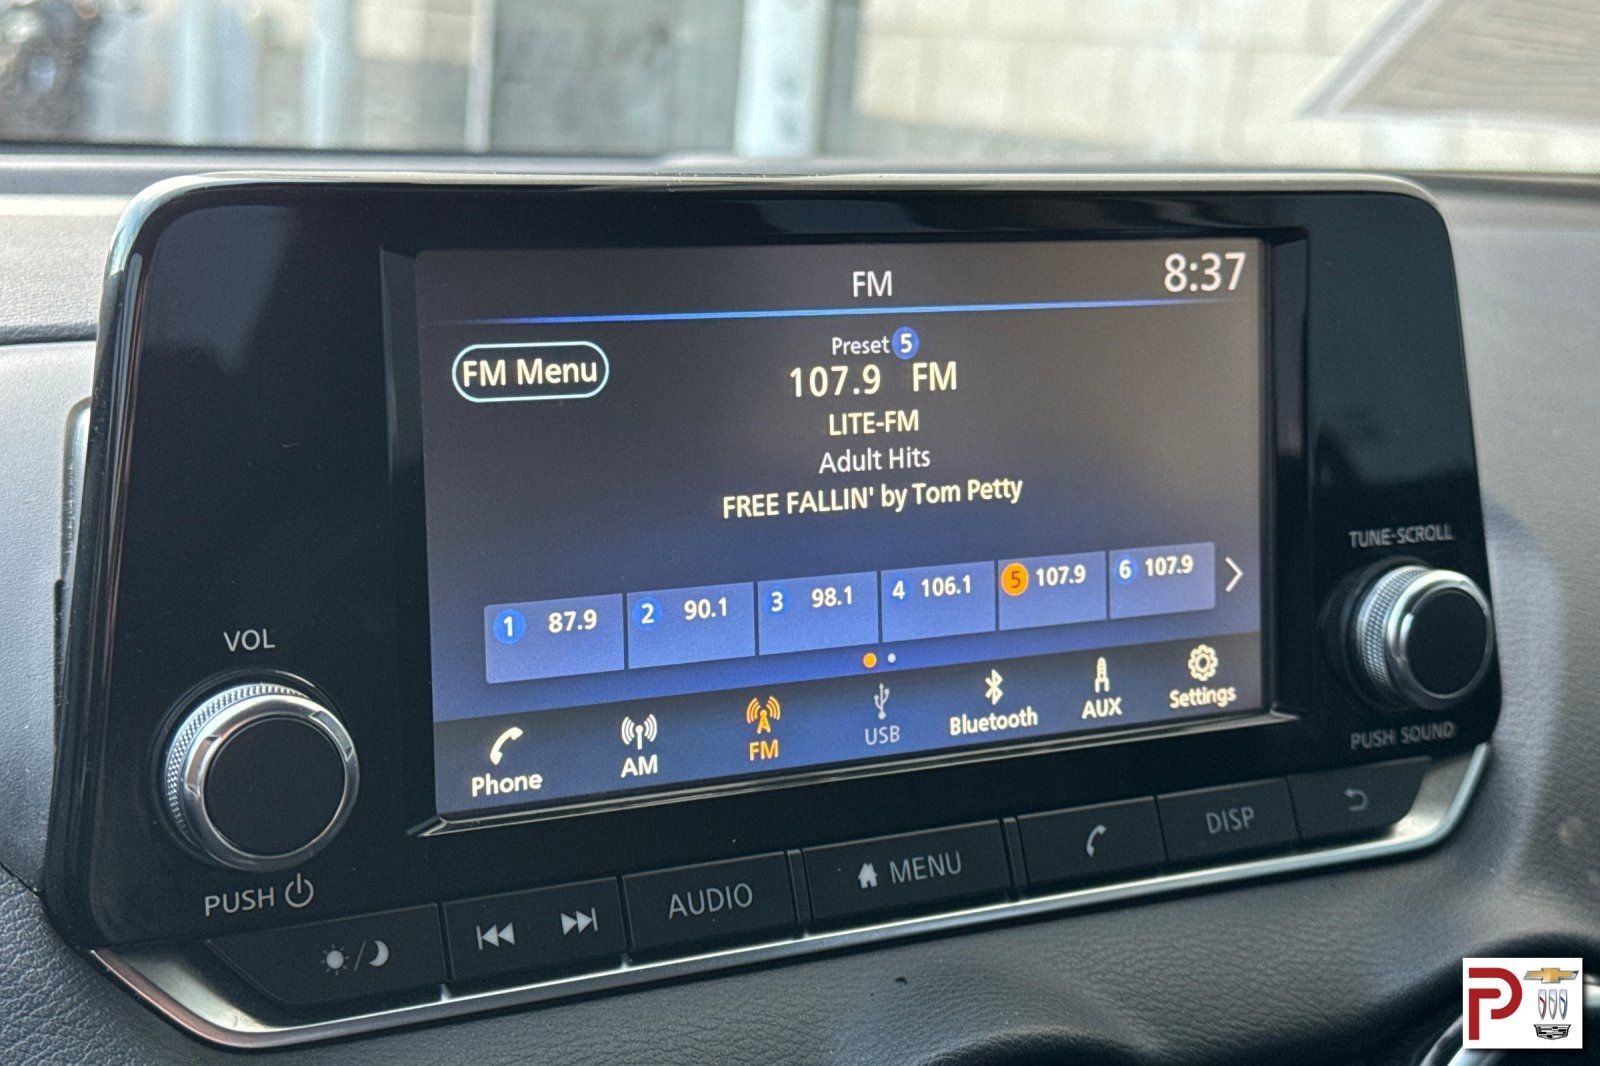 FM
8:37
FM Menu
Preset 5
107.9 FM
LITE-FM
Adult Hits
FREE FALLIN' by Tom Petty
1 87.9
2 90.1
3 98.1
4 106.1
5 107.9
6 107.9
Phone
AM
FM
USB
Bluetooth
AUX
Settings
VOL
PUSH
TUNE-SCROLL
PUSH SOUND
AUDIO
MENU
DISP
P